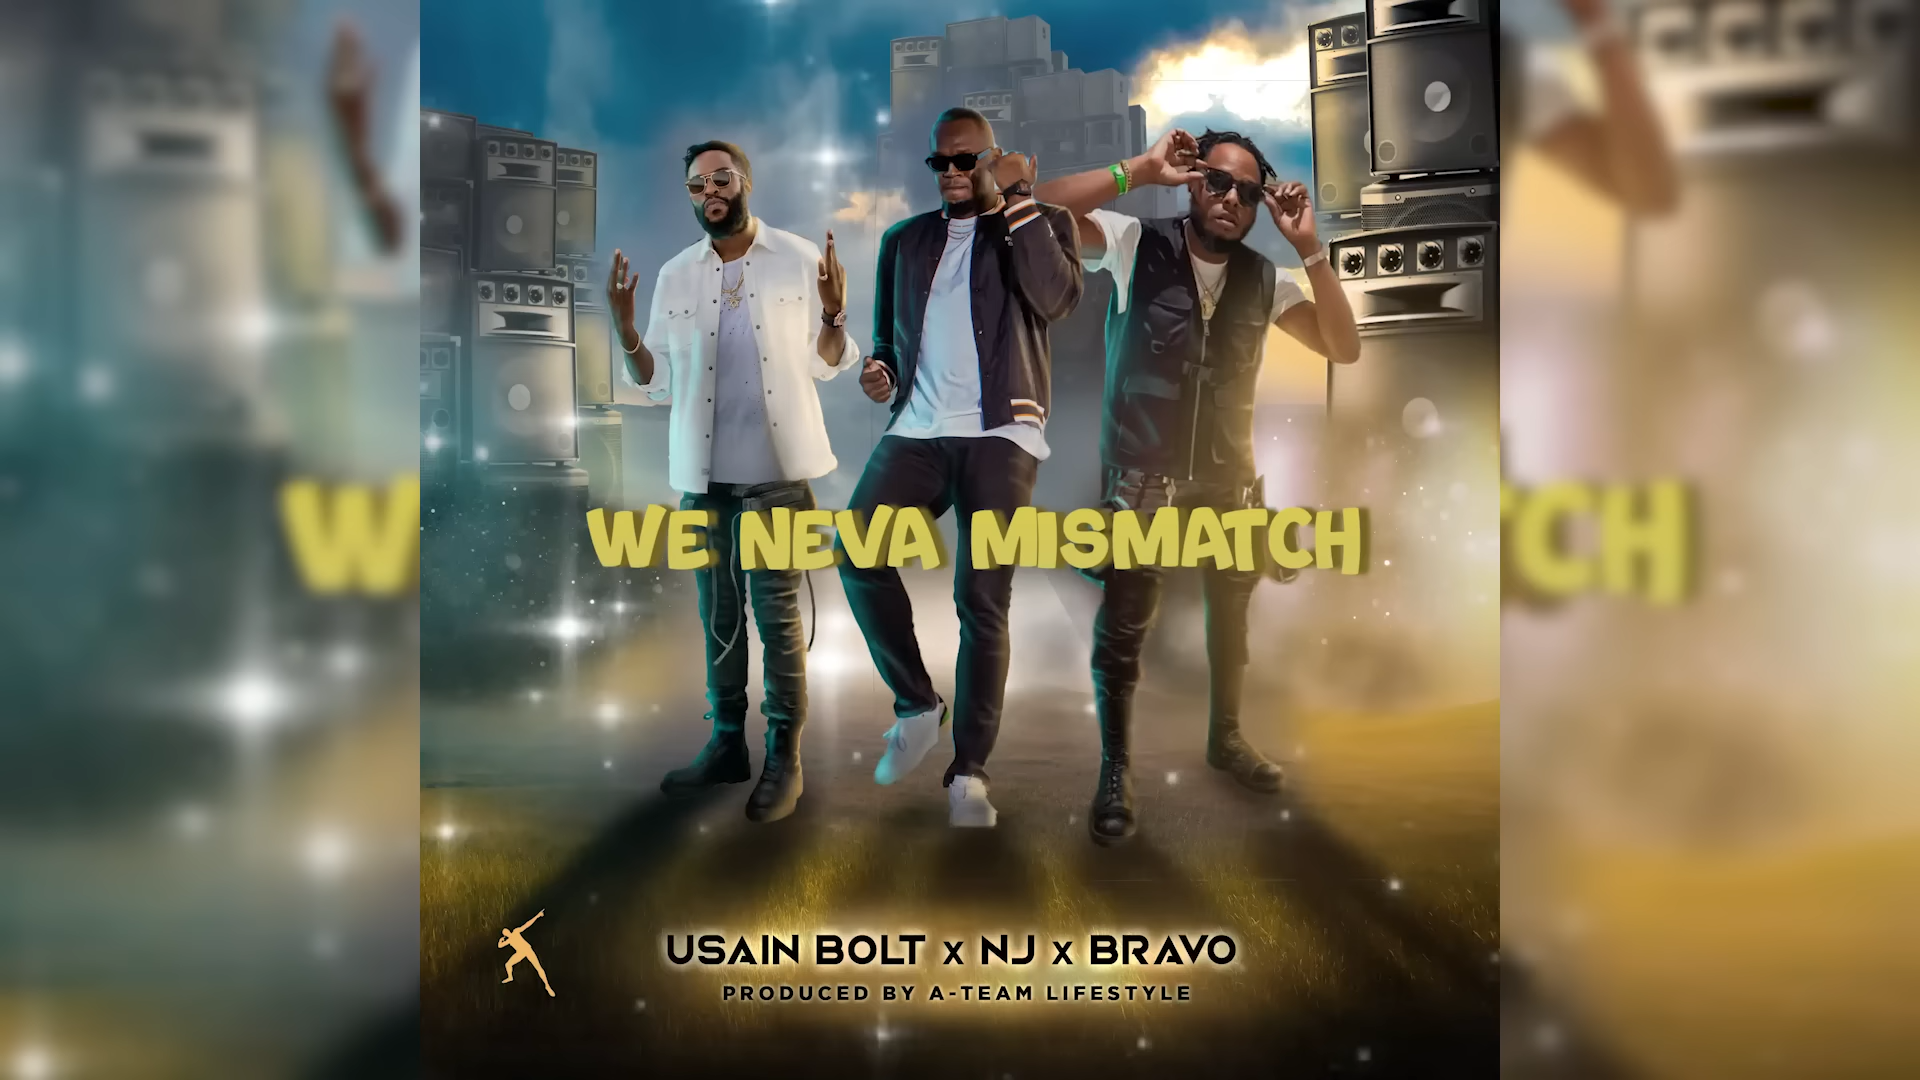 WE NEVA MISMATCH
USAIN BOLT x NJ x BRAVO
PRODUCED BY A-TEAM LIFESTYLE